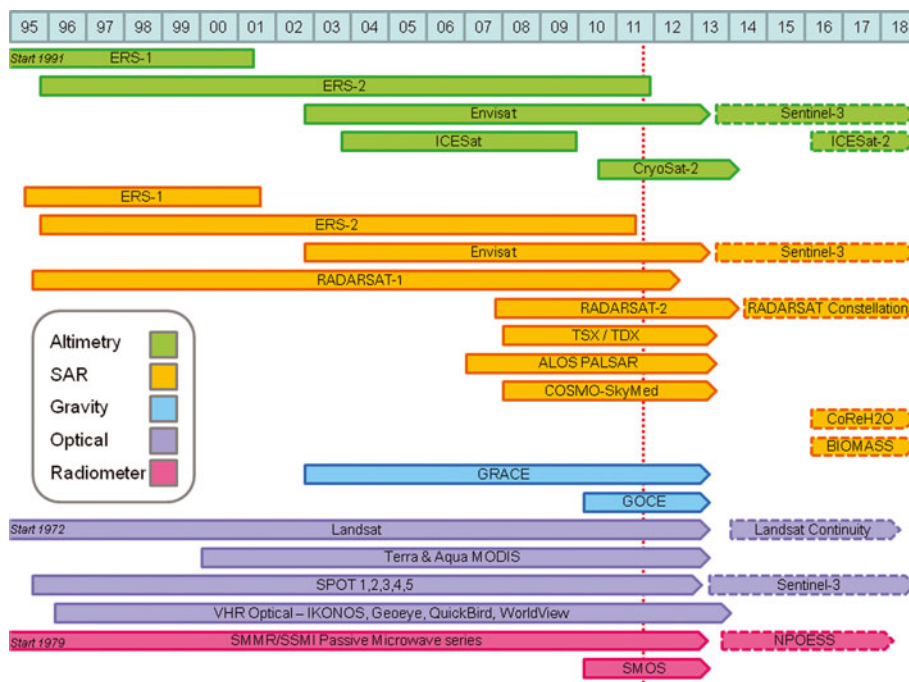 95 96 97 98 99 00 01 02 03 04 05 06 07 08 09 10 11 12 13 14 15 16 17 18
Start 1991 ERS-1
ERS-2
Envisat Sentinel-3
ICESat ICESat-2
CryoSat-2
ERS-1
ERS-2
Envisat Sentinel-3
RADARSAT-1
RADARSAT-2 RADARSAT Constellation
TSX / TDX
ALOS PALSAR
COSMO-SkyMed
CoReH2O
BIOMASS
Altimetry
SAR
Gravity
Optical
Radiometer
GRACE
GOCE
Start 1972 Landsat Landsat Continuity
Terra & Aqua MODIS
SPOT 1,2,3,4,5 Sentinel-3
VHR Optical – IKONOS, Geoeye, QuickBird, WorldView
Start 1979 SMMR/SSMI Passive Microwave series NPOESS
SMOS